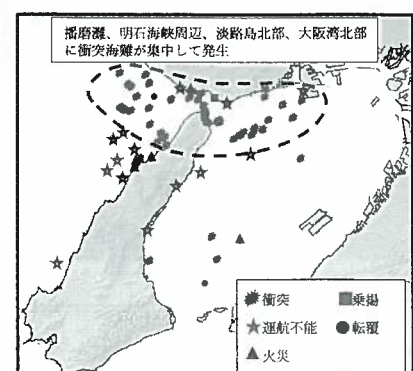 播磨灘、明石海峡周辺、淡路島北部、大阪湾北部
に衝突海難が集中して発生
衝突
乗揚
運航不能
転覆
火災